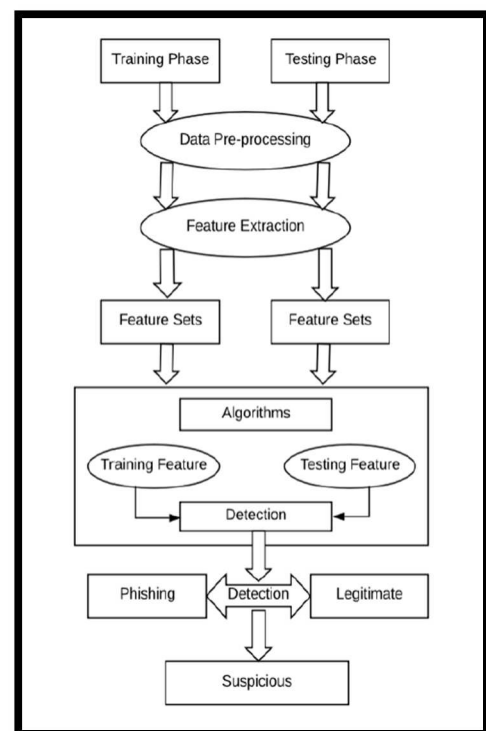 Training Phase
Testing Phase
Data Pre-processing
Feature Extraction
Feature Sets
Feature Sets
Algorithms
Training Feature
Testing Feature
Detection
Phishing
Detection
Legitimate
Suspicious